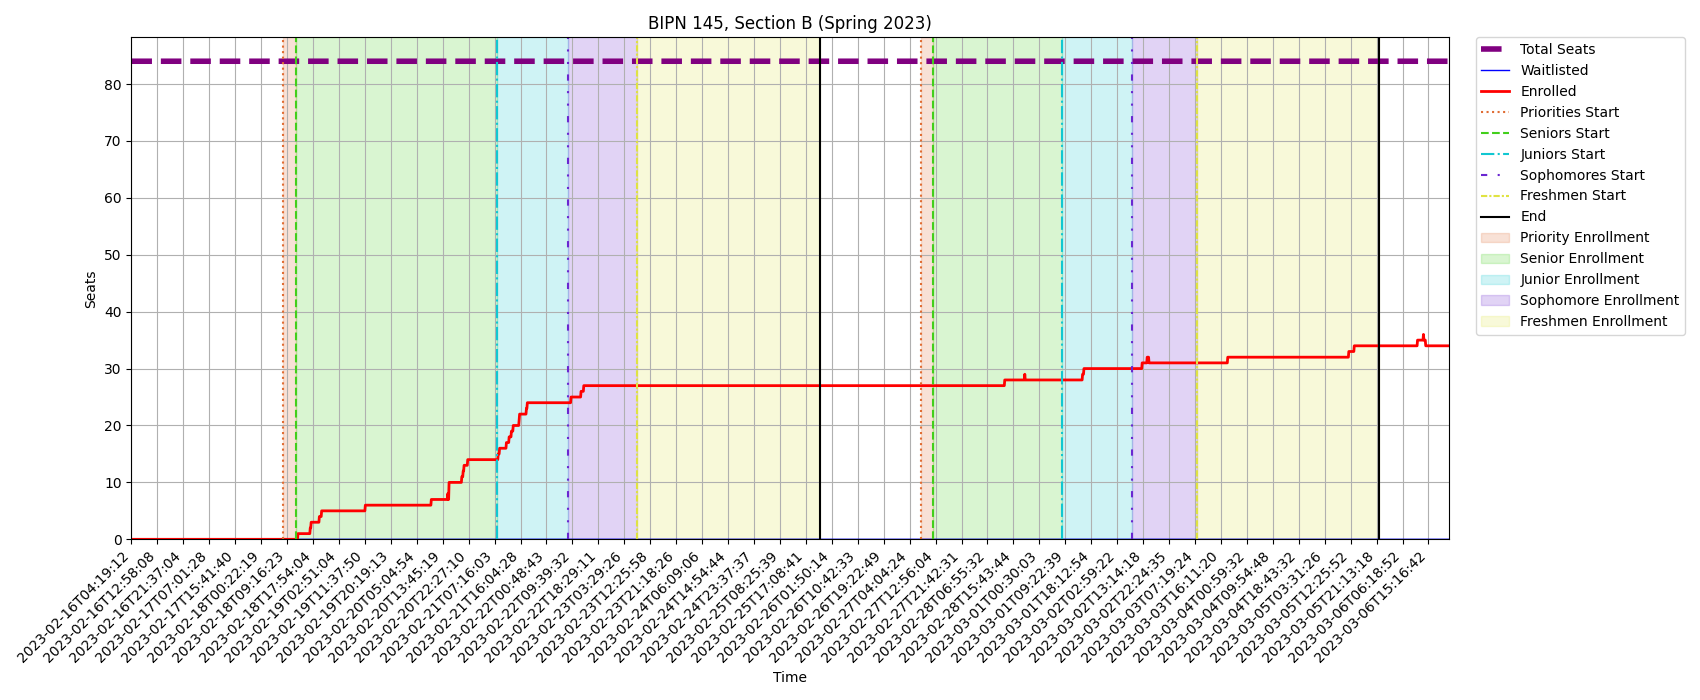 BIPN 145, Section B (Spring 2023)
Total Seats
Waitlisted
Enrolled
Priorities Start
Seniors Start
Juniors Start
Sophomores Start
Freshmen Start
End
Priority Enrollment
Senior Enrollment
Junior Enrollment
Sophomore Enrollment
Freshmen Enrollment
Seats
80
70
60
50
40
30
20
10
0
2023-02-16T04:19:12
2023-02-16T12:58:08
2023-02-16T21:37:04
2023-02-17T07:01:28
2023-02-17T15:41:40
2023-02-18T00:22:19
2023-02-18T09:16:23
2023-02-18T17:54:04
2023-02-19T02:51:04
2023-02-19T11:37:50
2023-02-19T20:19:13
2023-02-20T05:04:54
2023-02-20T13:45:19
2023-02-20T22:27:10
2023-02-21T07:16:03
2023-02-21T16:04:28
2023-02-22T00:48:43
2023-02-22T09:39:32
2023-02-22T18:29:11
2023-02-23T03:29:26
2023-02-23T12:25:58
2023-02-23T21:18:26
2023-02-24T06:09:06
2023-02-24T14:54:44
2023-02-24T23:37:37
2023-02-25T08:25:39
2023-02-25T17:08:41
2023-02-26T01:50:14
2023-02-26T10:42:33
2023-02-26T19:22:49
2023-02-27T04:04:24
2023-02-27T12:56:04
2023-02-27T21:42:31
2023-02-28T06:55:32
2023-02-28T15:43:44
2023-03-01T00:30:03
2023-03-01T09:22:39
2023-03-01T18:12:54
2023-03-02T02:59:22
2023-03-02T13:14:18
2023-03-02T22:24:35
2023-03-03T07:19:24
2023-03-03T16:11:20
2023-03-04T00:59:32
2023-03-04T09:54:48
2023-03-04T18:43:32
2023-03-05T03:31:26
2023-03-05T12:25:52
2023-03-05T21:13:18
2023-03-06T06:18:52
2023-03-06T15:16:42
Time